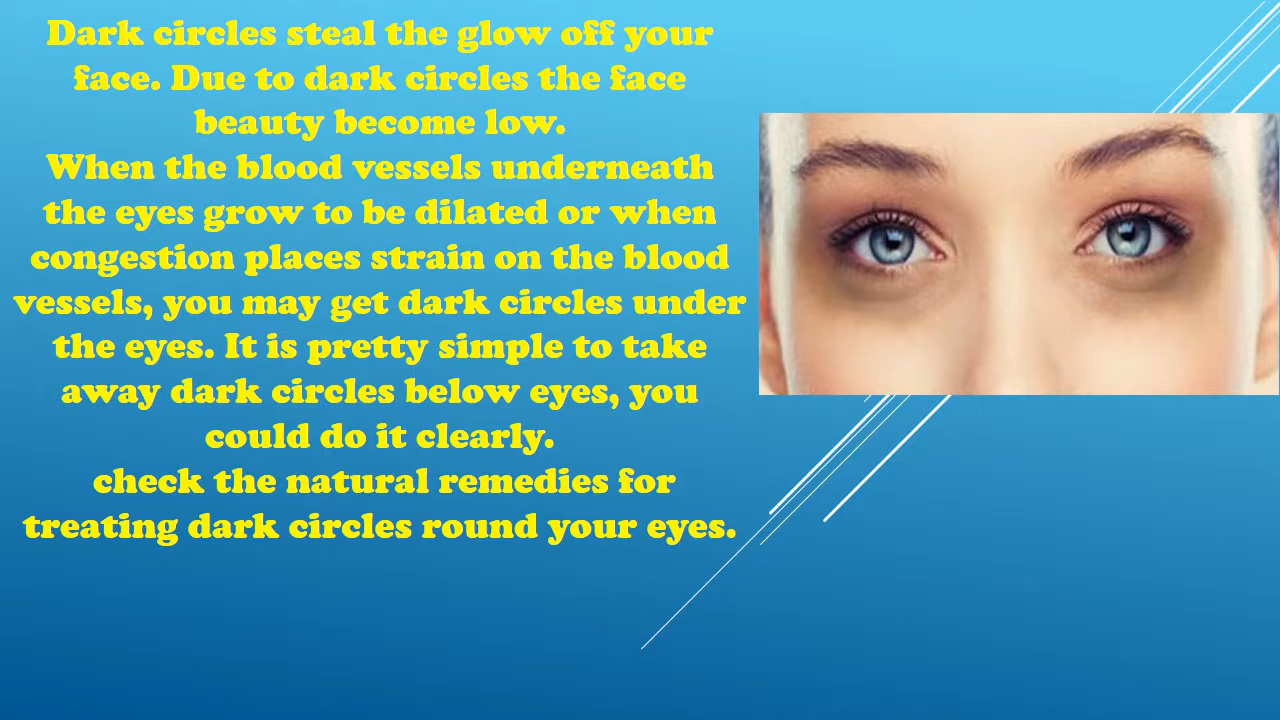 Dark circles steal the glow off your
face. Due to dark circles the face
beauty become low.
When the blood vessels underneath
the eyes grow to be dilated or when
congestion places strain on the blood
vessels, you may get dark circles under
the eyes. It is pretty simple to take
away dark circles below eyes, you
could do it clearly.
check the natural remedies for
treating dark circles round your eyes.